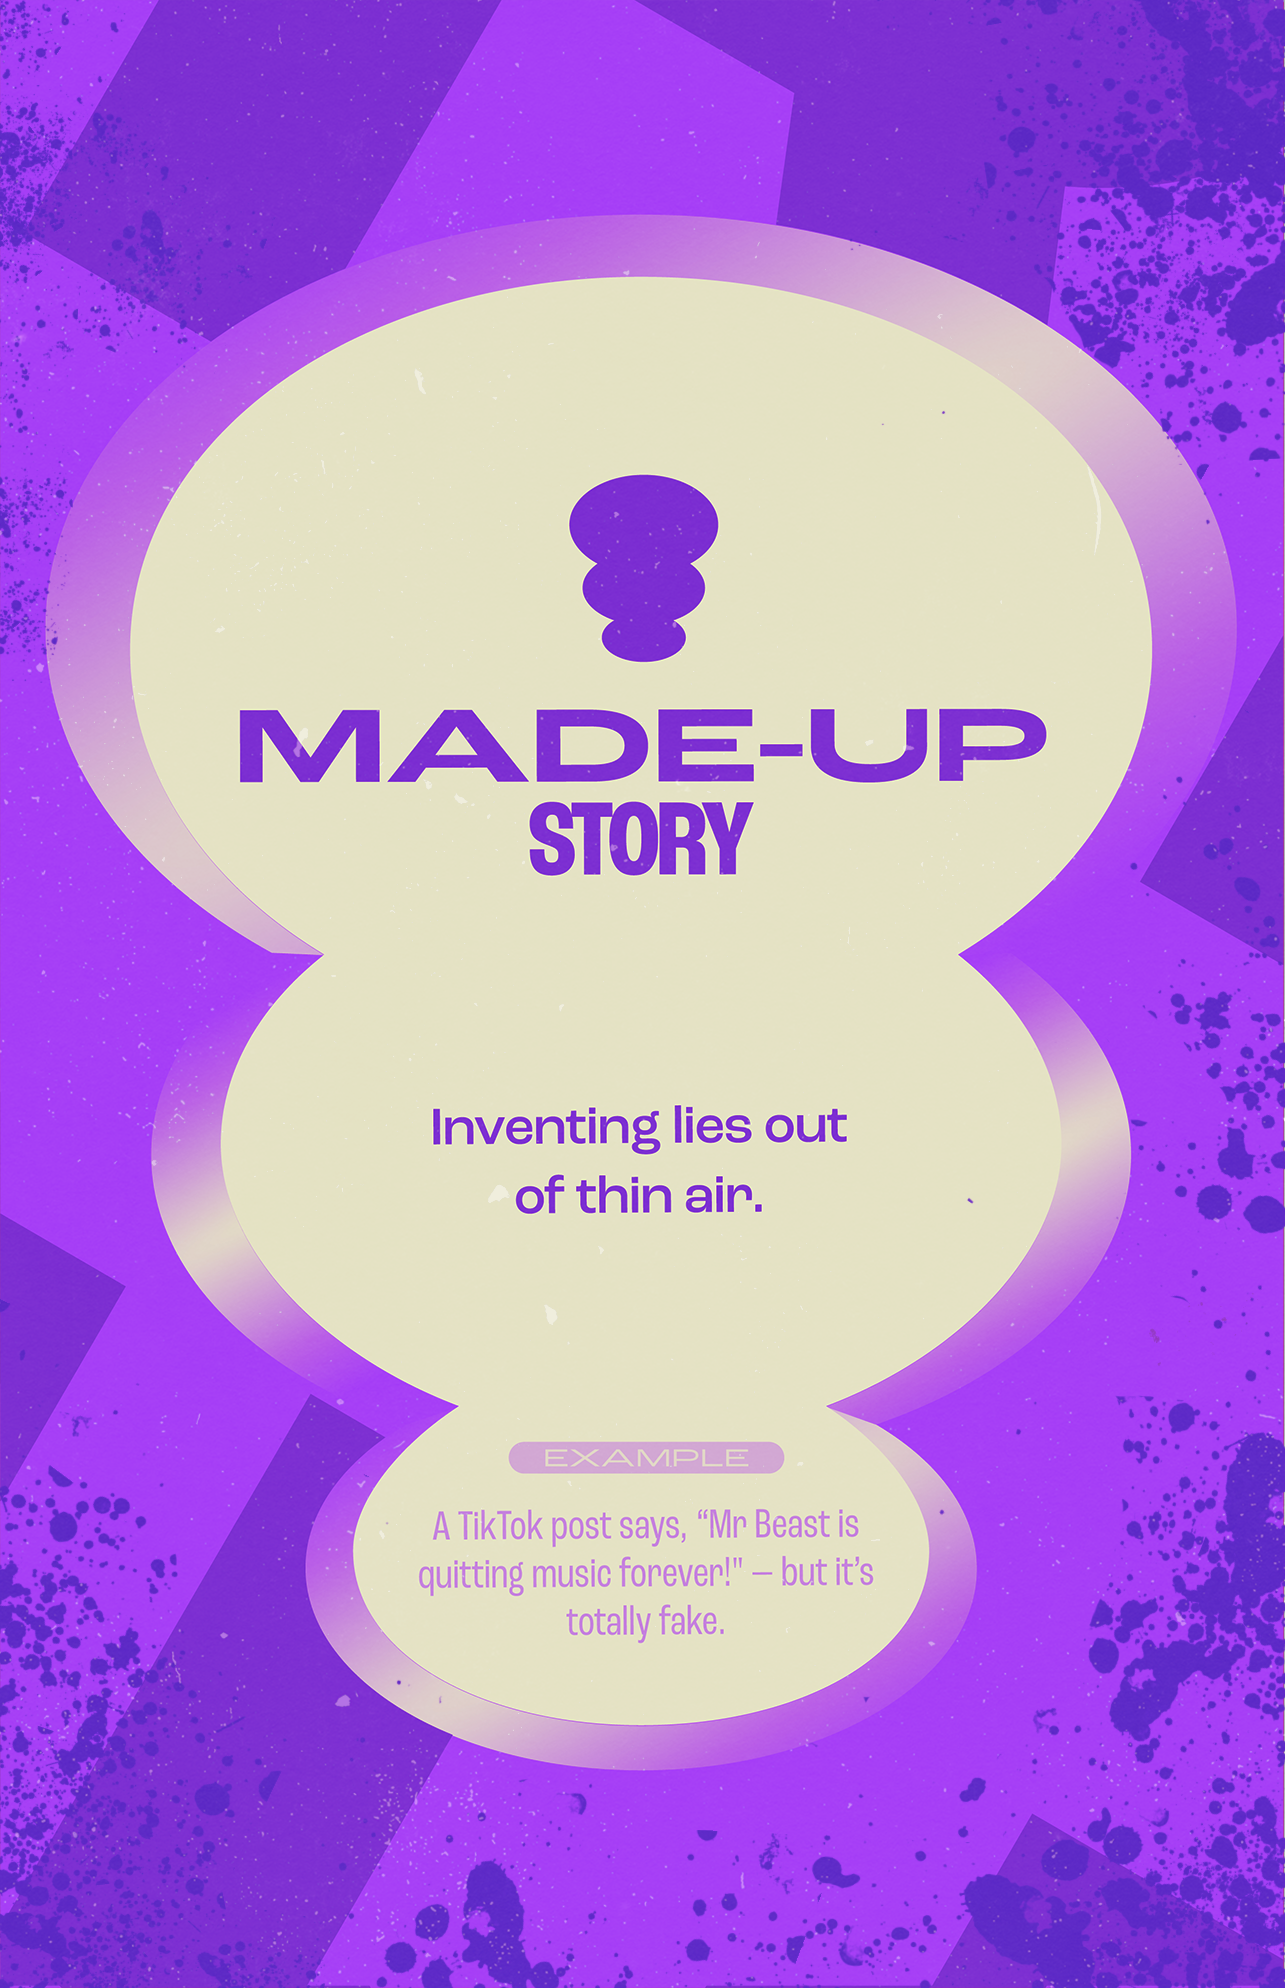 MADE-UP
STORY
Inventing lies out
of thin air.
EXAMPLE
A TikTok post says, “Mr Beast is
quitting music forever!" – but it’s
totally fake.